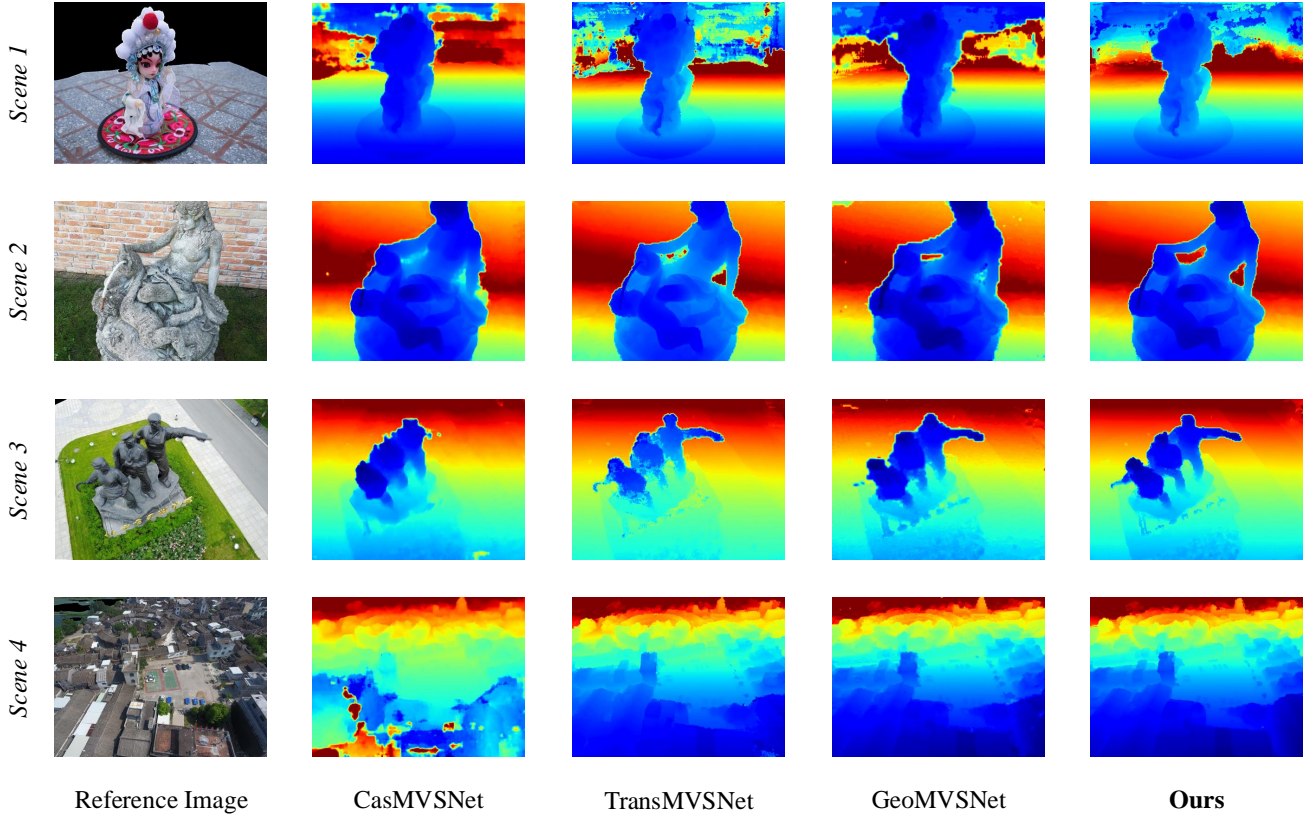 Scene 1
Scene 2
Scene 3
Scene 4
Reference Image CasMVSNet TransMVSNet GeoMVSNet Ours